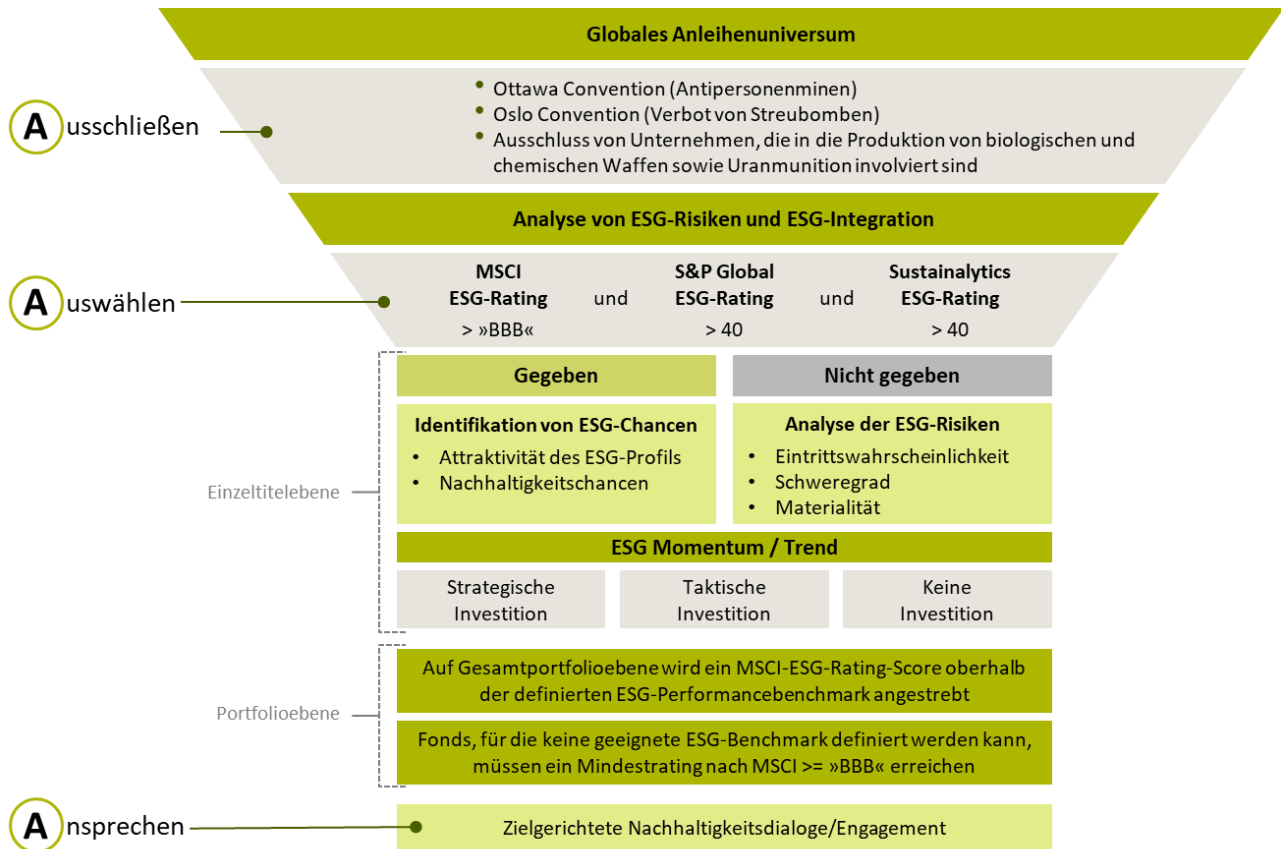 Globales Anleihenuniversum
A usschließen
• Ottawa Convention (Antipersonenminen)
• Oslo Convention (Verbot von Streubomben)
• Ausschluss von Unternehmen, die in die Produktion von biologischen und
chemischen Waffen sowie Uranmunition involviert sind
Analyse von ESG-Risiken und ESG-Integration
A uswählen
MSCI
ESG-Rating
> »BBB«
und
S&P Global
ESG-Rating
> 40
und
Sustainalytics
ESG-Rating
> 40
Einzeltitelebene
Gegeben
Identifikation von ESG-Chancen
• Attraktivität des ESG-Profils
• Nachhaltigkeitschancen
Nicht gegeben
Analyse der ESG-Risiken
• Eintrittswahrscheinlichkeit
• Schweregrad
• Materialität
ESG Momentum / Trend
Strategische
Investition
Taktische
Investition
Keine
Investition
Portfolioebene
Auf Gesamtportfolioebene wird ein MSCI-ESG-Rating-Score oberhalb
der definierten ESG-Performancebenchmark angestrebt
Fonds, für die keine geeignete ESG-Benchmark definiert werden kann,
müssen ein Mindestrating nach MSCI >= »BBB« erreichen
A nsprechen
Zielgerichtete Nachhaltigkeitsdialoge/Engagement